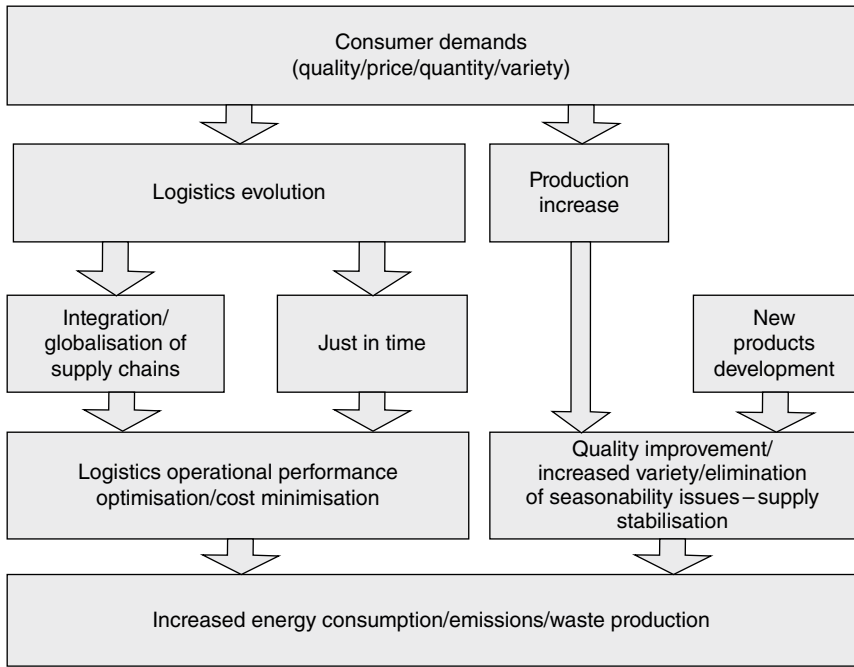 Consumer demands
(quality/price/quantity/variety)
Logistics evolution
Production
increase
Integration/
globalisation of
supply chains
Just in time
New
products
development
Logistics operational performance
optimisation/cost minimisation
Quality improvement/
increased variety/elimination
of seasonability issues–supply
stabilisation
Increased energy consumption/emissions/waste production